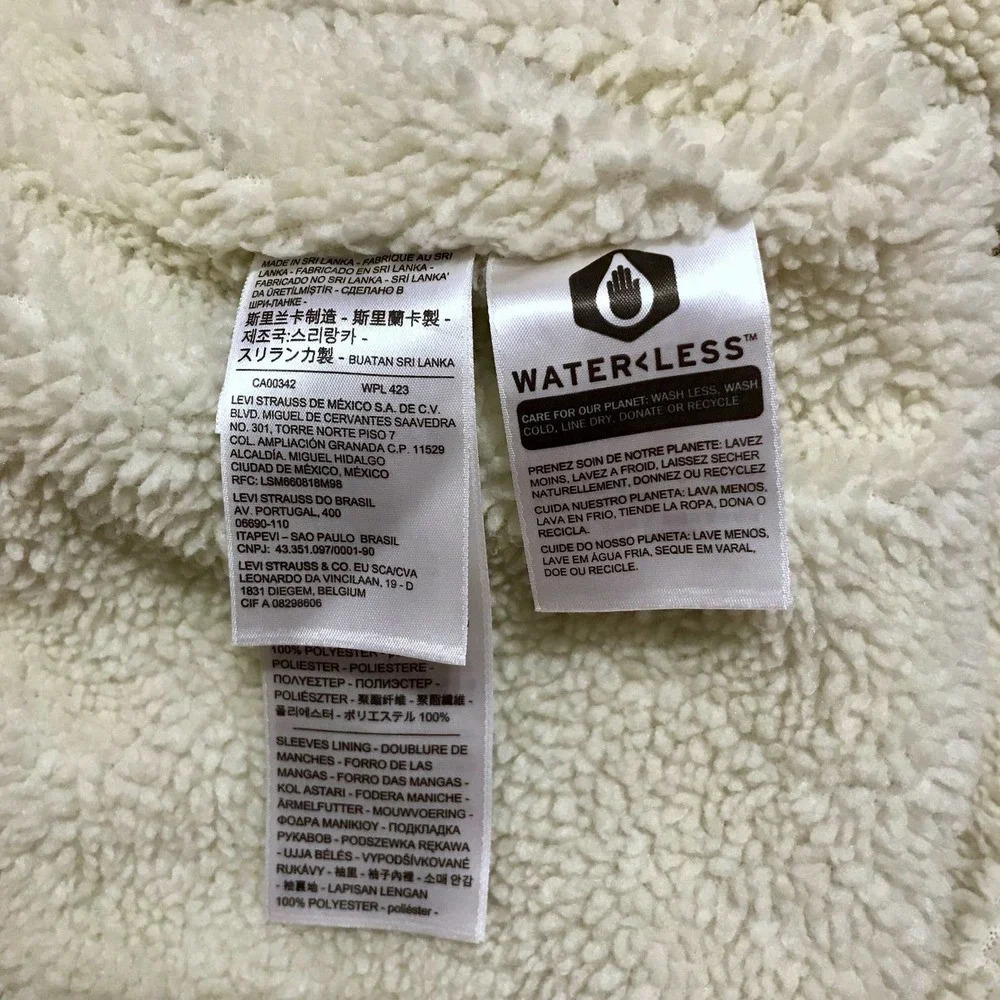 MADE IN SRI LANKA - FABRIQUÉ AU SRI
LANKA - FABRICADO EN SRI LANKA -
FABRICADO NO SRI LANKA - SRİ LANKA'
DA ÜRETİLMİŞTİR - СДЕЛАНО В
ШРИ-ЛАНКЕ -
斯里兰卡制造 - 斯里蘭卡製 -
제조국:스리랑카 -
スリランカ製 - BUATAN SRI LANKA
CA00342 WPL 423
LEVI STRAUSS DE MÉXICO S.A. DE C.V.
BLVD. MIGUEL DE CERVANTES SAAVEDRA
NO. 301, TORRE NORTE PISO 7
COL. AMPLIACIÓN GRANADA C.P. 11529
ALCALDÍA. MIGUEL HIDALGO
CIUDAD DE MÉXICO, MÉXICO
RFC: LSM860818M98
LEVI STRAUSS DO BRASIL
AV. PORTUGAL, 400
06690-110
ITAPEVI – SAO PAULO BRASIL
CNPJ: 43.351.097/0001-90
LEVI STRAUSS & CO. EU SCA/CVA
LEONARDO DA VINCILAAN, 19 - D
1831 DIEGEM, BELGIUM
CIF A 08298606
100% POLYESTER -
POLIESTER - POLIESTERE -
ΠΟΛΥΕΣΤΕΡ - ПОЛИЭСТЕР -
POLIÉSZTER - 聚酯纤维 - 聚酯纖維 -
폴리에스터 - ポリエステル 100%
SLEEVES LINING - DOUBLURE DE
MANCHES - FORRO DE LAS
MANGAS - FORRO DAS MANGAS -
KOL ASTARI - FODERA MANICHE -
ÄRMELFUTTER - MOUWVOERING -
ΦΟΔΡΑ ΜΑΝΙΚΙΟΥ - ПОДКЛАДКА
РУКАВОВ - PODSZEWKA RĘKAWA
- UJJA BÉLÉS - VYPODŠÍVKOVANÉ
RUKÁVY - 袖里 - 袖子內裡 - 소매 안감
- 袖裏地 - LAPISAN LENGAN
100% POLYESTER - poliéster -
WATER<LESS™
CARE FOR OUR PLANET: WASH LESS, WASH
COLD, LINE DRY. DONATE OR RECYCLE
PRENEZ SOIN DE NOTRE PLANETE: LAVEZ
MOINS, LAVEZ A FROID, LAISSEZ SECHER
NATURELLEMENT, DONNEZ OU RECYCLEZ
CUIDA NUESTRO PLANETA: LAVA MENOS,
LAVA EN FRIO, TIENDE LA ROPA, DONA O
RECICLA.
CUIDE DO NOSSO PLANETA: LAVE MENOS,
LAVE EM ÁGUA FRIA, SEQUE EM VARAL,
DOE OU RECICLE.